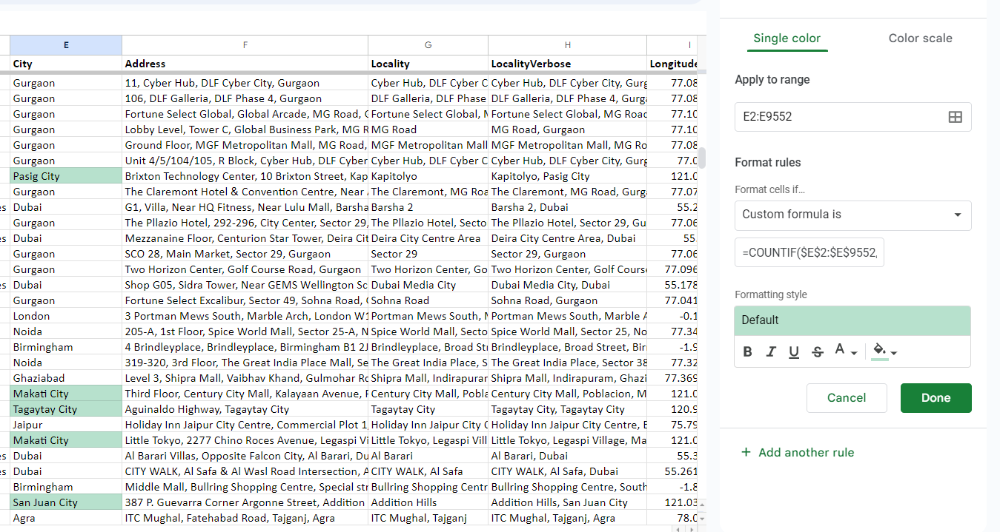 E F G H I
City Address Locality LocalityVerbose Longitude
Gurgaon 11, Cyber Hub, DLF Cyber City, Gurgaon Cyber Hub, DLF Cyber C Cyber Hub, DLF Cyber City, Gurg 77.08
Gurgaon 106, DLF Galleria, DLF Phase 4, Gurgaon DLF Galleria, DLF Phase DLF Galleria, DLF Phase 4, Gurga 77.08
Gurgaon Fortune Select Global, Global Arcade, MG Road, G Fortune Select Global, M Fortune Select Global, MG Road 77.10
Gurgaon Lobby Level, Tower C, Global Business Park, MG R MG Road MG Road, Gurgaon 77.10
Gurgaon Ground Floor, MGF Metropolitan Mall, MG Road, MGF Metropolitan Mall MGF Metropolitan Mall, MG Ro 77.08
Gurgaon Unit 4/5/104/105, R Block, Cyber Hub, DLF Cyber Cyber Hub, DLF Cyber C Cyber Hub, DLF Cyber City, Gurg 77.0
Pasig City Brixton Technology Center, 10 Brixton Street, Kap Kapitolyo Kapitolyo, Pasig City 121.0
Gurgaon The Claremont Hotel & Convention Centre, Near The Claremont, MG Roa The Claremont, MG Road, Gurga 77.07
es Dubai G1, Villa, Near HQ Fitness, Near Lulu Mall, Barsha Barsha 2 Barsha 2, Dubai 55.2
Gurgaon The Pllazio Hotel, 292-296, City Center, Sector 29, The Pllazio Hotel, Secto The Pllazio Hotel, Sector 29, Gu 77.06
es Dubai Mezzanaine Floor, Centurion Star Tower, Deira Cit Deira City Centre Area Deira City Centre Area, Dubai 55.
Gurgaon SCO 28, Main Market, Sector 29, Gurgaon Sector 29 Sector 29, Gurgaon 77.06
Gurgaon Two Horizon Center, Golf Course Road, Gurgaon Two Horizon Center, Go Two Horizon Center, Golf Course 77.096
es Dubai Shop G05, Sidra Tower, Near GEMS Wellington Sc Dubai Media City Dubai Media City, Dubai 55.178
Gurgaon Fortune Select Excalibur, Sector 49, Sohna Road, Sohna Road Sohna Road, Gurgaon 77.041
London 3 Portman Mews South, Marble Arch, London W1 Portman Mews South, Portman Mews South, Marble A -0.1
Noida 205-A, 1st Floor, Spice World Mall, Sector 25-A, N Spice World Mall, Secto Spice World Mall, Sector 25, No 77.34
Birmingham 4 Brindleyplace, Brindleyplace, Birmingham B1 2J Brindleyplace, Broad Str Brindleyplace, Broad Street, Bir -1.9
Noida 319-320, 3rd Floor, The Great India Place Mall, Se The Great India Place, S The Great India Place, Sector 38 77.32
Ghaziabad Level 3, Shipra Mall, Vaibhav Khand, Gulmohar Ro Shipra Mall, Indirapuram Shipra Mall, Indirapuram, Ghazi 77.369
Makati City Third Floor, Century City Mall, Kalayaan Avenue, P Century City Mall, Pobla Century City Mall, Poblacion, M 121.0
Tagaytay City Aguinaldo Highway, Tagaytay City Tagaytay City Tagaytay City, Tagaytay City 120.9
Jaipur Holiday Inn Jaipur City Centre, Commercial Plot 1, Holiday Inn Jaipur City C Holiday Inn Jaipur City Centre, B 75.79
Makati City Little Tokyo, 2277 Chino Roces Avenue, Legaspi Vi Little Tokyo, Legaspi Vill Little Tokyo, Legaspi Village, Ma 121.0
es Dubai Al Barari Villas, Opposite Falcon City, Al Barari, Du Al Barari Al Barari, Dubai 55.3
es Dubai CITY WALK, Al Safa & Al Wasl Road Intersection, A CITY WALK, Al Safa CITY WALK, Al Safa, Dubai 55.261
Birmingham Middle Mall, Bullring Shopping Centre, Special str Bullring Shopping Centr Bullring Shopping Centre, South -1.8
San Juan City 387 P. Guevarra Corner Argonne Street, Addition Addition Hills Addition Hills, San Juan City 121.03
Agra ITC Mughal, Fatehabad Road, Tajganj, Agra ITC Mughal, Tajganj ITC Mughal, Tajganj, Agra 78.0
Single color Color scale
Apply to range
E2:E9552
Format rules
Format cells if…
Custom formula is
=COUNTIF($E$2:$E$9552,
Formatting style
Default
B I U S A
Cancel Done
+ Add another rule